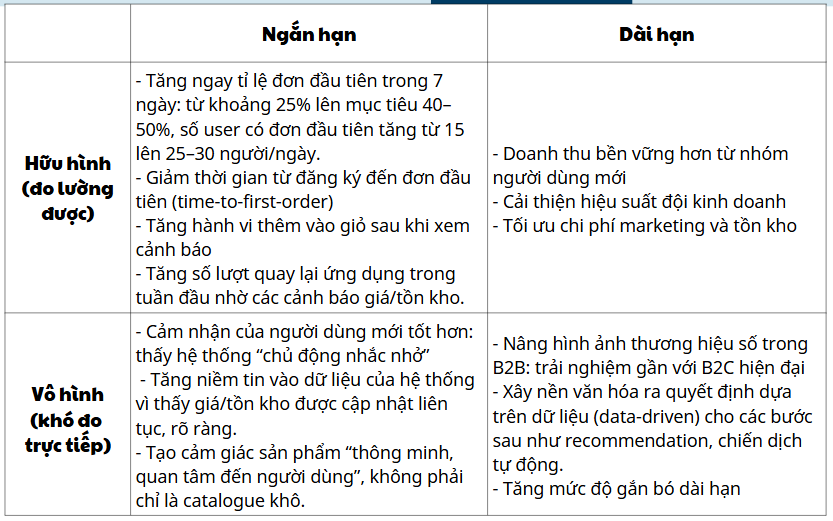 Ngắn hạn
Dài hạn
Hữu hình
(đo lường
được)
- Tăng ngay tỉ lệ đơn đầu tiên trong 7
ngày: từ khoảng 25% lên mục tiêu 40–
50%, số user có đơn đầu tiên tăng từ 15
lên 25–30 người/ngày.
- Giảm thời gian từ đăng ký đến đơn đầu
tiên (time-to-first-order)
- Tăng hành vi thêm vào giỏ sau khi xem
cảnh báo
- Tăng số lượt quay lại ứng dụng trong
tuần đầu nhờ các cảnh báo giá/tồn kho.
- Doanh thu bền vững hơn từ nhóm
người dùng mới
- Cải thiện hiệu suất đội kinh doanh
- Tối ưu chi phí marketing và tồn kho
Vô hình
(khó đo
trực tiếp)
- Cảm nhận của người dùng mới tốt hơn:
thấy hệ thống “chủ động nhắc nhở”
- Tăng niềm tin vào dữ liệu của hệ thống
vì thấy giá/tồn kho được cập nhật liên
tục, rõ ràng.
- Tạo cảm giác sản phẩm “thông minh,
quan tâm đến người dùng”, không phải
chỉ là catalogue khô.
- Nâng hình ảnh thương hiệu số trong
B2B: trải nghiệm gần với B2C hiện đại
- Xây nền văn hóa ra quyết định dựa
trên dữ liệu (data-driven) cho các bước
sau như recommendation, chiến dịch
tự động.
- Tăng mức độ gắn bó dài hạn